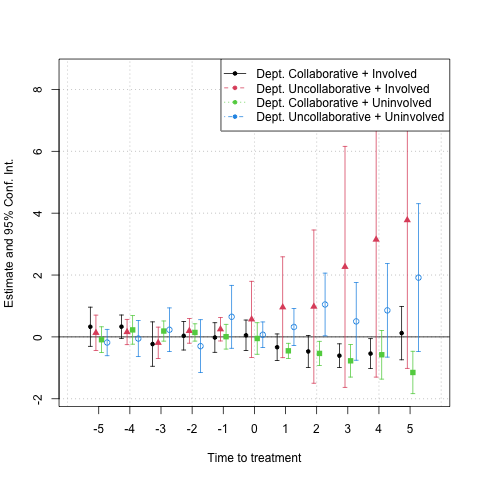 Dept. Collaborative + Involved
Dept. Uncollaborative + Involved
Dept. Collaborative + Uninvolved
Dept. Uncollaborative + Uninvolved
Estimate and 95% Conf. Int.
8
6
4
2
0
-2
-5 -4 -3 -2 -1 0 1 2 3 4 5
Time to treatment